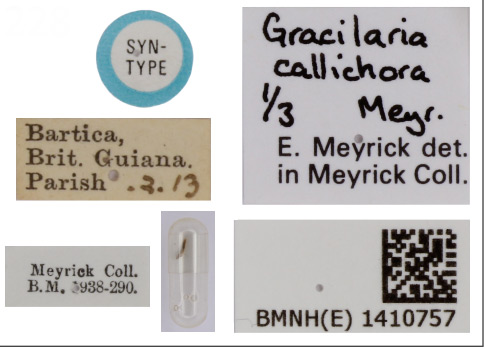 SYN-
TYPE
Gracilaria
callichora
1/3 Meyr.
E. Meyrick det.
in Meyrick Coll.
Bartica,
Brit. Guiana.
Parish .2.13
Meyrick Coll.
B.M. 1938-290.
BMNH(E) 1410757